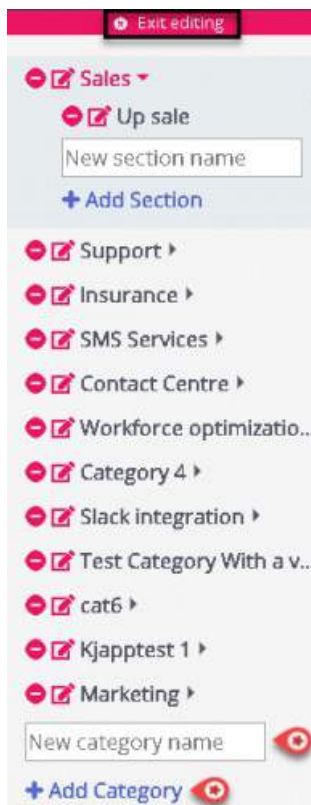 Exit editing
Sales
Up sale
New section name
+ Add Section
Support
Insurance
SMS Services
Contact Centre
Workforce optimizatio..
Category 4
Slack integration
Test Category With a v..
cat6
Kjapptest 1
Marketing
New category name
+ Add Category